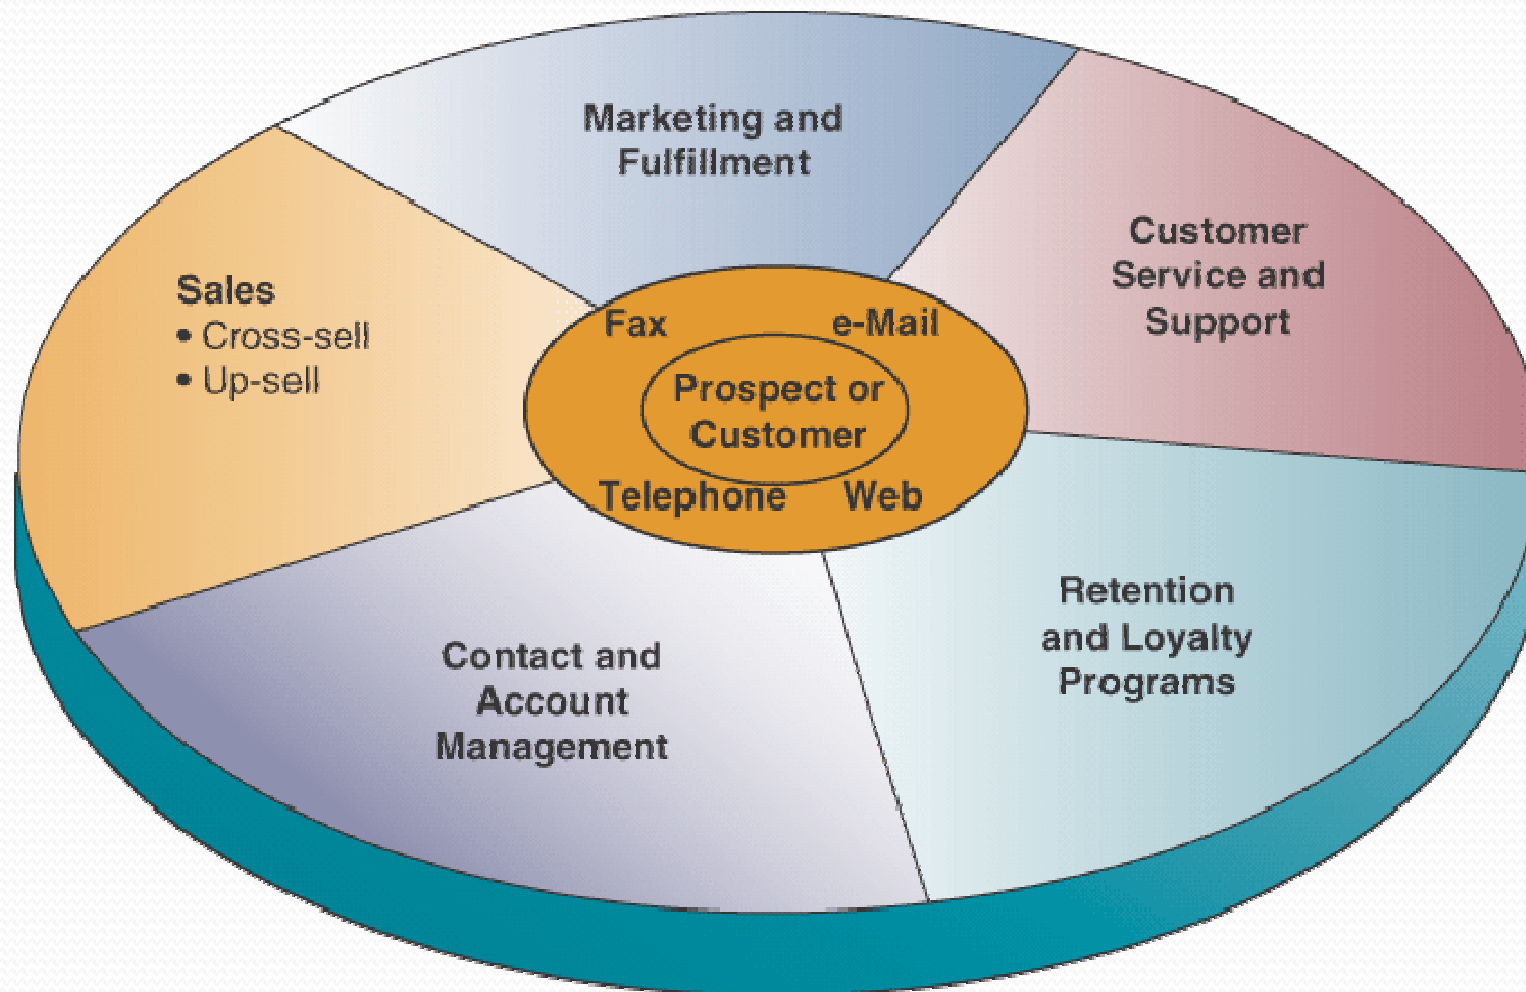 Marketing and
Fulfillment
Customer
Service and
Support
Sales
• Cross-sell
• Up-sell
Fax
e-Mail
Prospect or
Customer
Telephone
Web
Retention
and Loyalty
Programs
Contact and
Account
Management